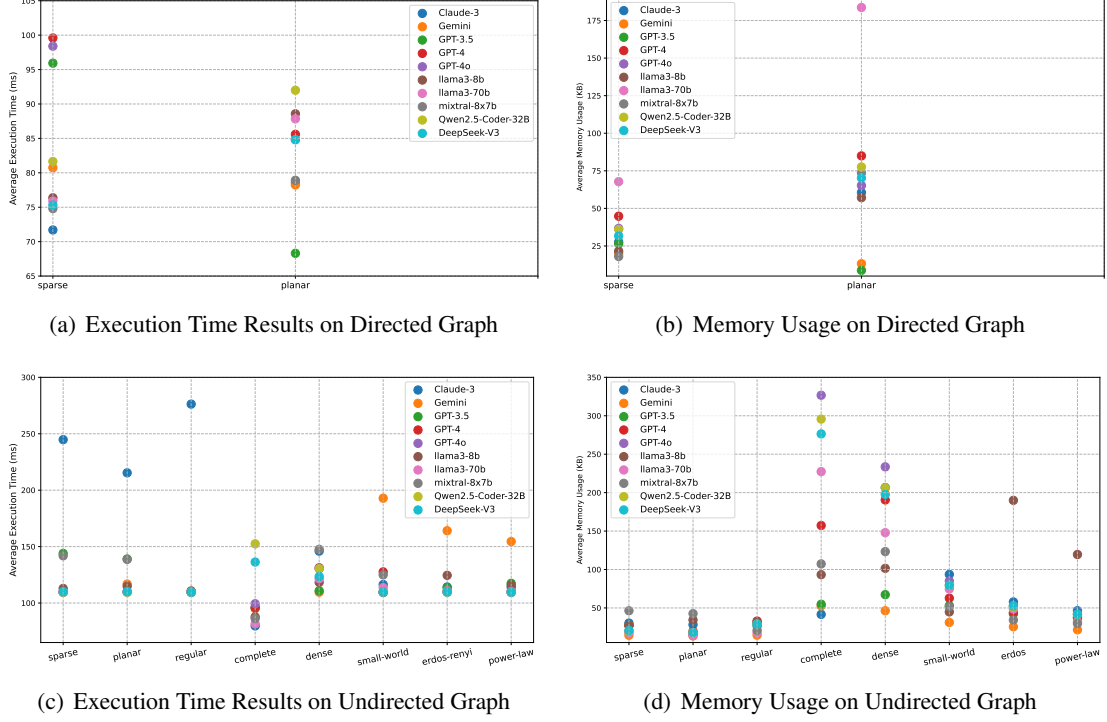 105
100
95
90
85
80
75
70
65
Average Execution Time (ms)
sparse
planar
Claude-3
Gemini
GPT-3.5
GPT-4
GPT-4o
llama3-8b
llama3-70b
mixtral-8x7b
Qwen2.5-Coder-32B
DeepSeek-V3
(a) Execution Time Results on Directed Graph
175
150
125
100
75
50
25
Average Memory Usage (KB)
sparse
planar
Claude-3
Gemini
GPT-3.5
GPT-4
GPT-4o
llama3-8b
llama3-70b
mixtral-8x7b
Qwen2.5-Coder-32B
DeepSeek-V3
(b) Memory Usage on Directed Graph
300
250
200
150
100
Average Execution Time (ms)
sparse
planar
regular
complete
dense
small-world
erdos-renyi
power-law
Claude-3
Gemini
GPT-3.5
GPT-4
GPT-4o
llama3-8b
llama3-70b
mixtral-8x7b
Qwen2.5-Coder-32B
DeepSeek-V3
(c) Execution Time Results on Undirected Graph
350
300
250
200
150
100
50
Average Memory Usage (KB)
sparse
planar
regular
complete
dense
small-world
erdos
power-law
Claude-3
Gemini
GPT-3.5
GPT-4
GPT-4o
llama3-8b
llama3-70b
mixtral-8x7b
Qwen2.5-Coder-32B
DeepSeek-V3
(d) Memory Usage on Undirected Graph